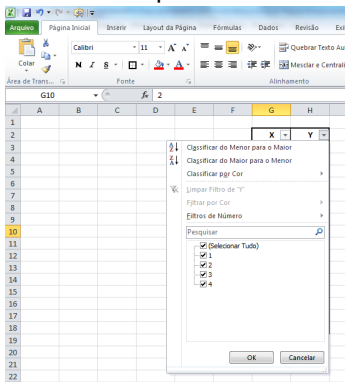 Arquivo Página Inicial Inserir Layout da Página Fórmulas Dados Revisão Exi
Calibri 11 A A Quebrar Texto Au
Colar N I S A Mesclar e Centrali
Área de Trans... Fonte Alinhamento
G10 fx 2
A B C D E F G H
1
2 X Y
3 Classificar do Menor para o Maior
4 Classificar do Maior para o Menor
5 Classificar por Cor
6 Limpar Filtro de "Y"
7 Filtrar por Cor
8 Filtros de Número
9
10 Pesquisar
11 (Selecionar Tudo)
12 1
13 2
14 3
15 4
16
17
18
19
20 OK Cancelar
21
22